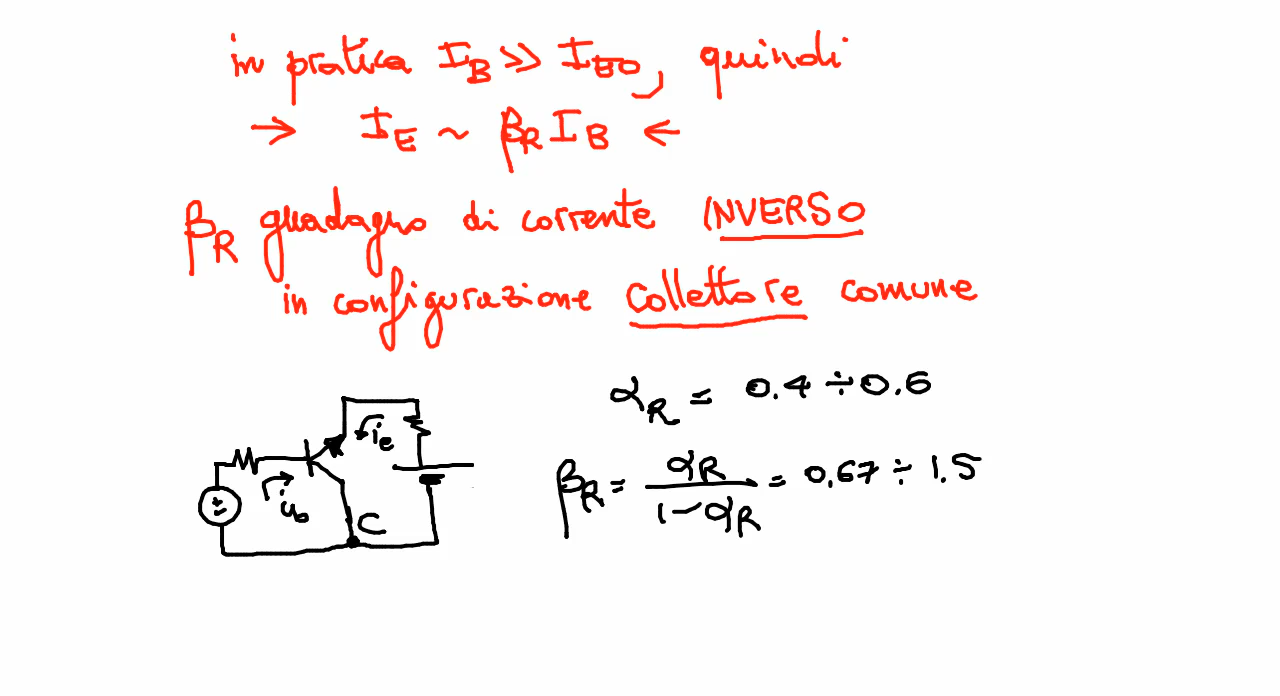 in pratica I_B >> I_E0, quindi
→ I_E ~ β_R I_B ←
β_R guadagno di corrente INVERSO
in configurazione collettore comune
α_R = 0.4 ÷ 0.6
i_e
β_R = α_R / (1-α_R) = 0.67 ÷ 1.5
± i_b C